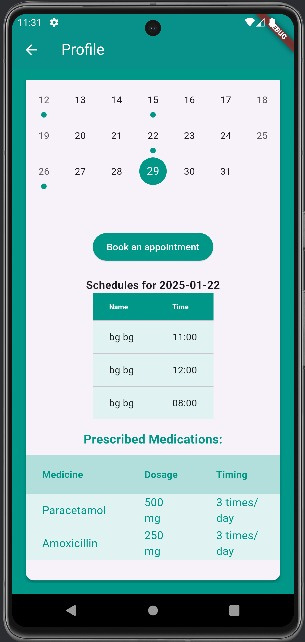 11:31
DEBUG
Profile
12 13 14 15 16 17 18
19 20 21 22 23 24 25
26 27 28 29 30 31
Book an appointment
Schedules for 2025-01-22
Name Time
bg bg 11:00
bg bg 12:00
bg bg 08:00
Prescribed Medications:
Medicine Dosage Timing
Paracetamol 500 mg 3 times/ day
Amoxicillin 250 mg 3 times/ day